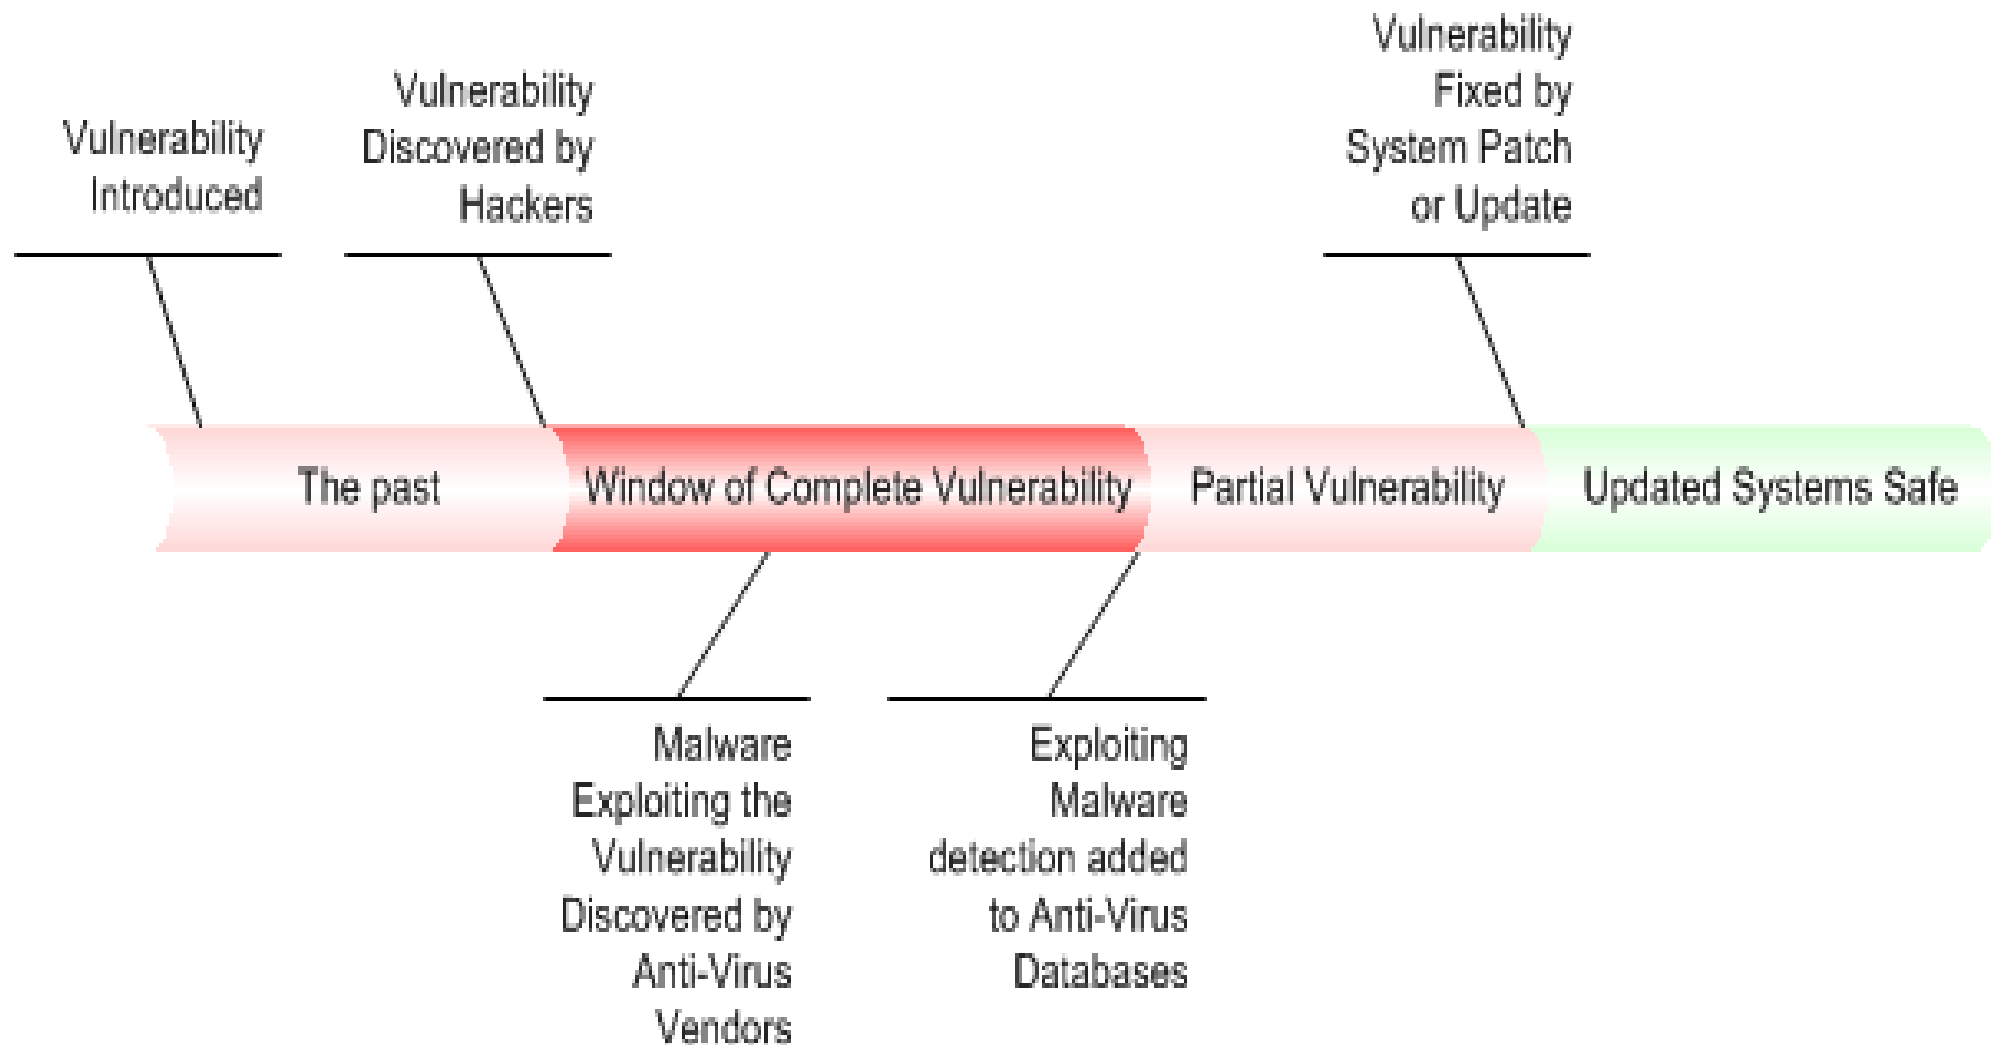 Vulnerability
Introduced
Vulnerability
Discovered by
Hackers
Vulnerability
Fixed by
System Patch
or Update
The past
Window of Complete Vulnerability
Partial Vulnerability
Updated Systems Safe
Malware
Exploiting the
Vulnerability
Discovered by
Anti-Virus
Vendors
Exploiting
Malware
detection added
to Anti-Virus
Databases